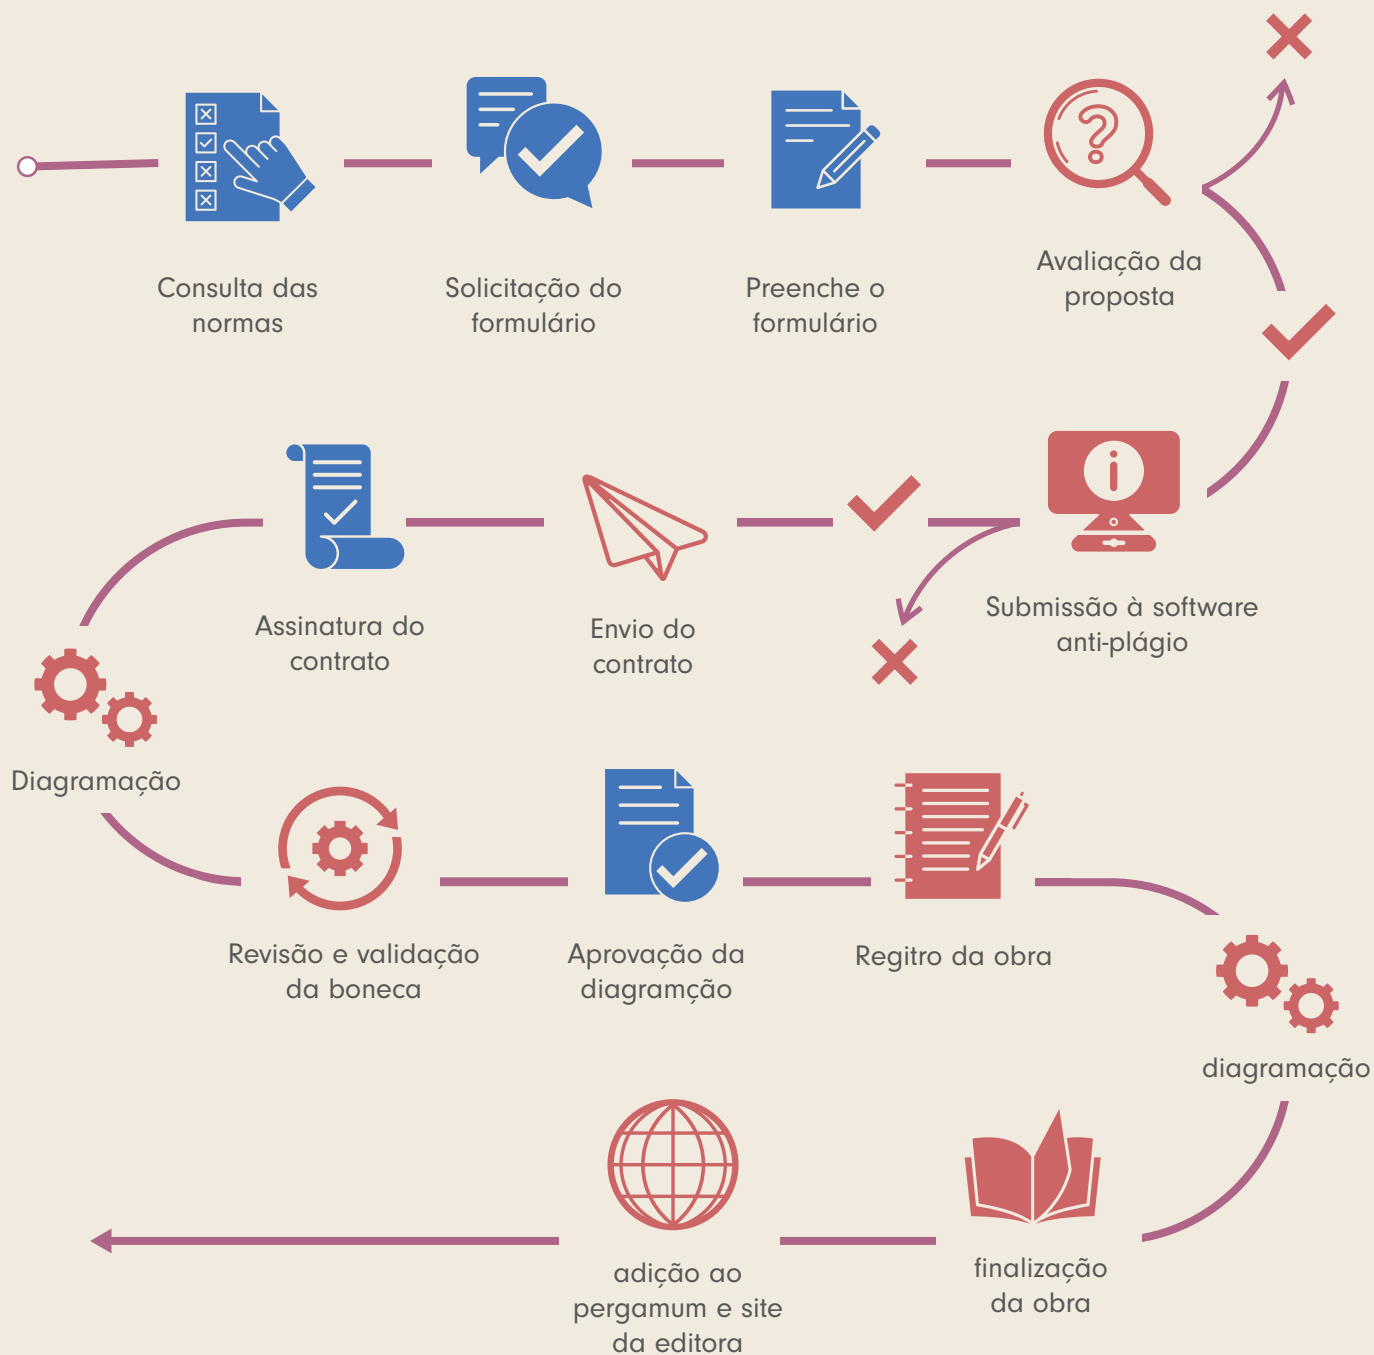 Consulta das
normas
Solicitação do
formulário
Preenche o
formulário
Avaliação da
proposta
Submissão à software
anti-plágio
Envio do
contrato
Assinatura do
contrato
Diagramação
Revisão e validação
da boneca
Aprovação da
diagramção
Regitro da obra
diagramação
finalização
da obra
adição ao
pergamum e site
da editora